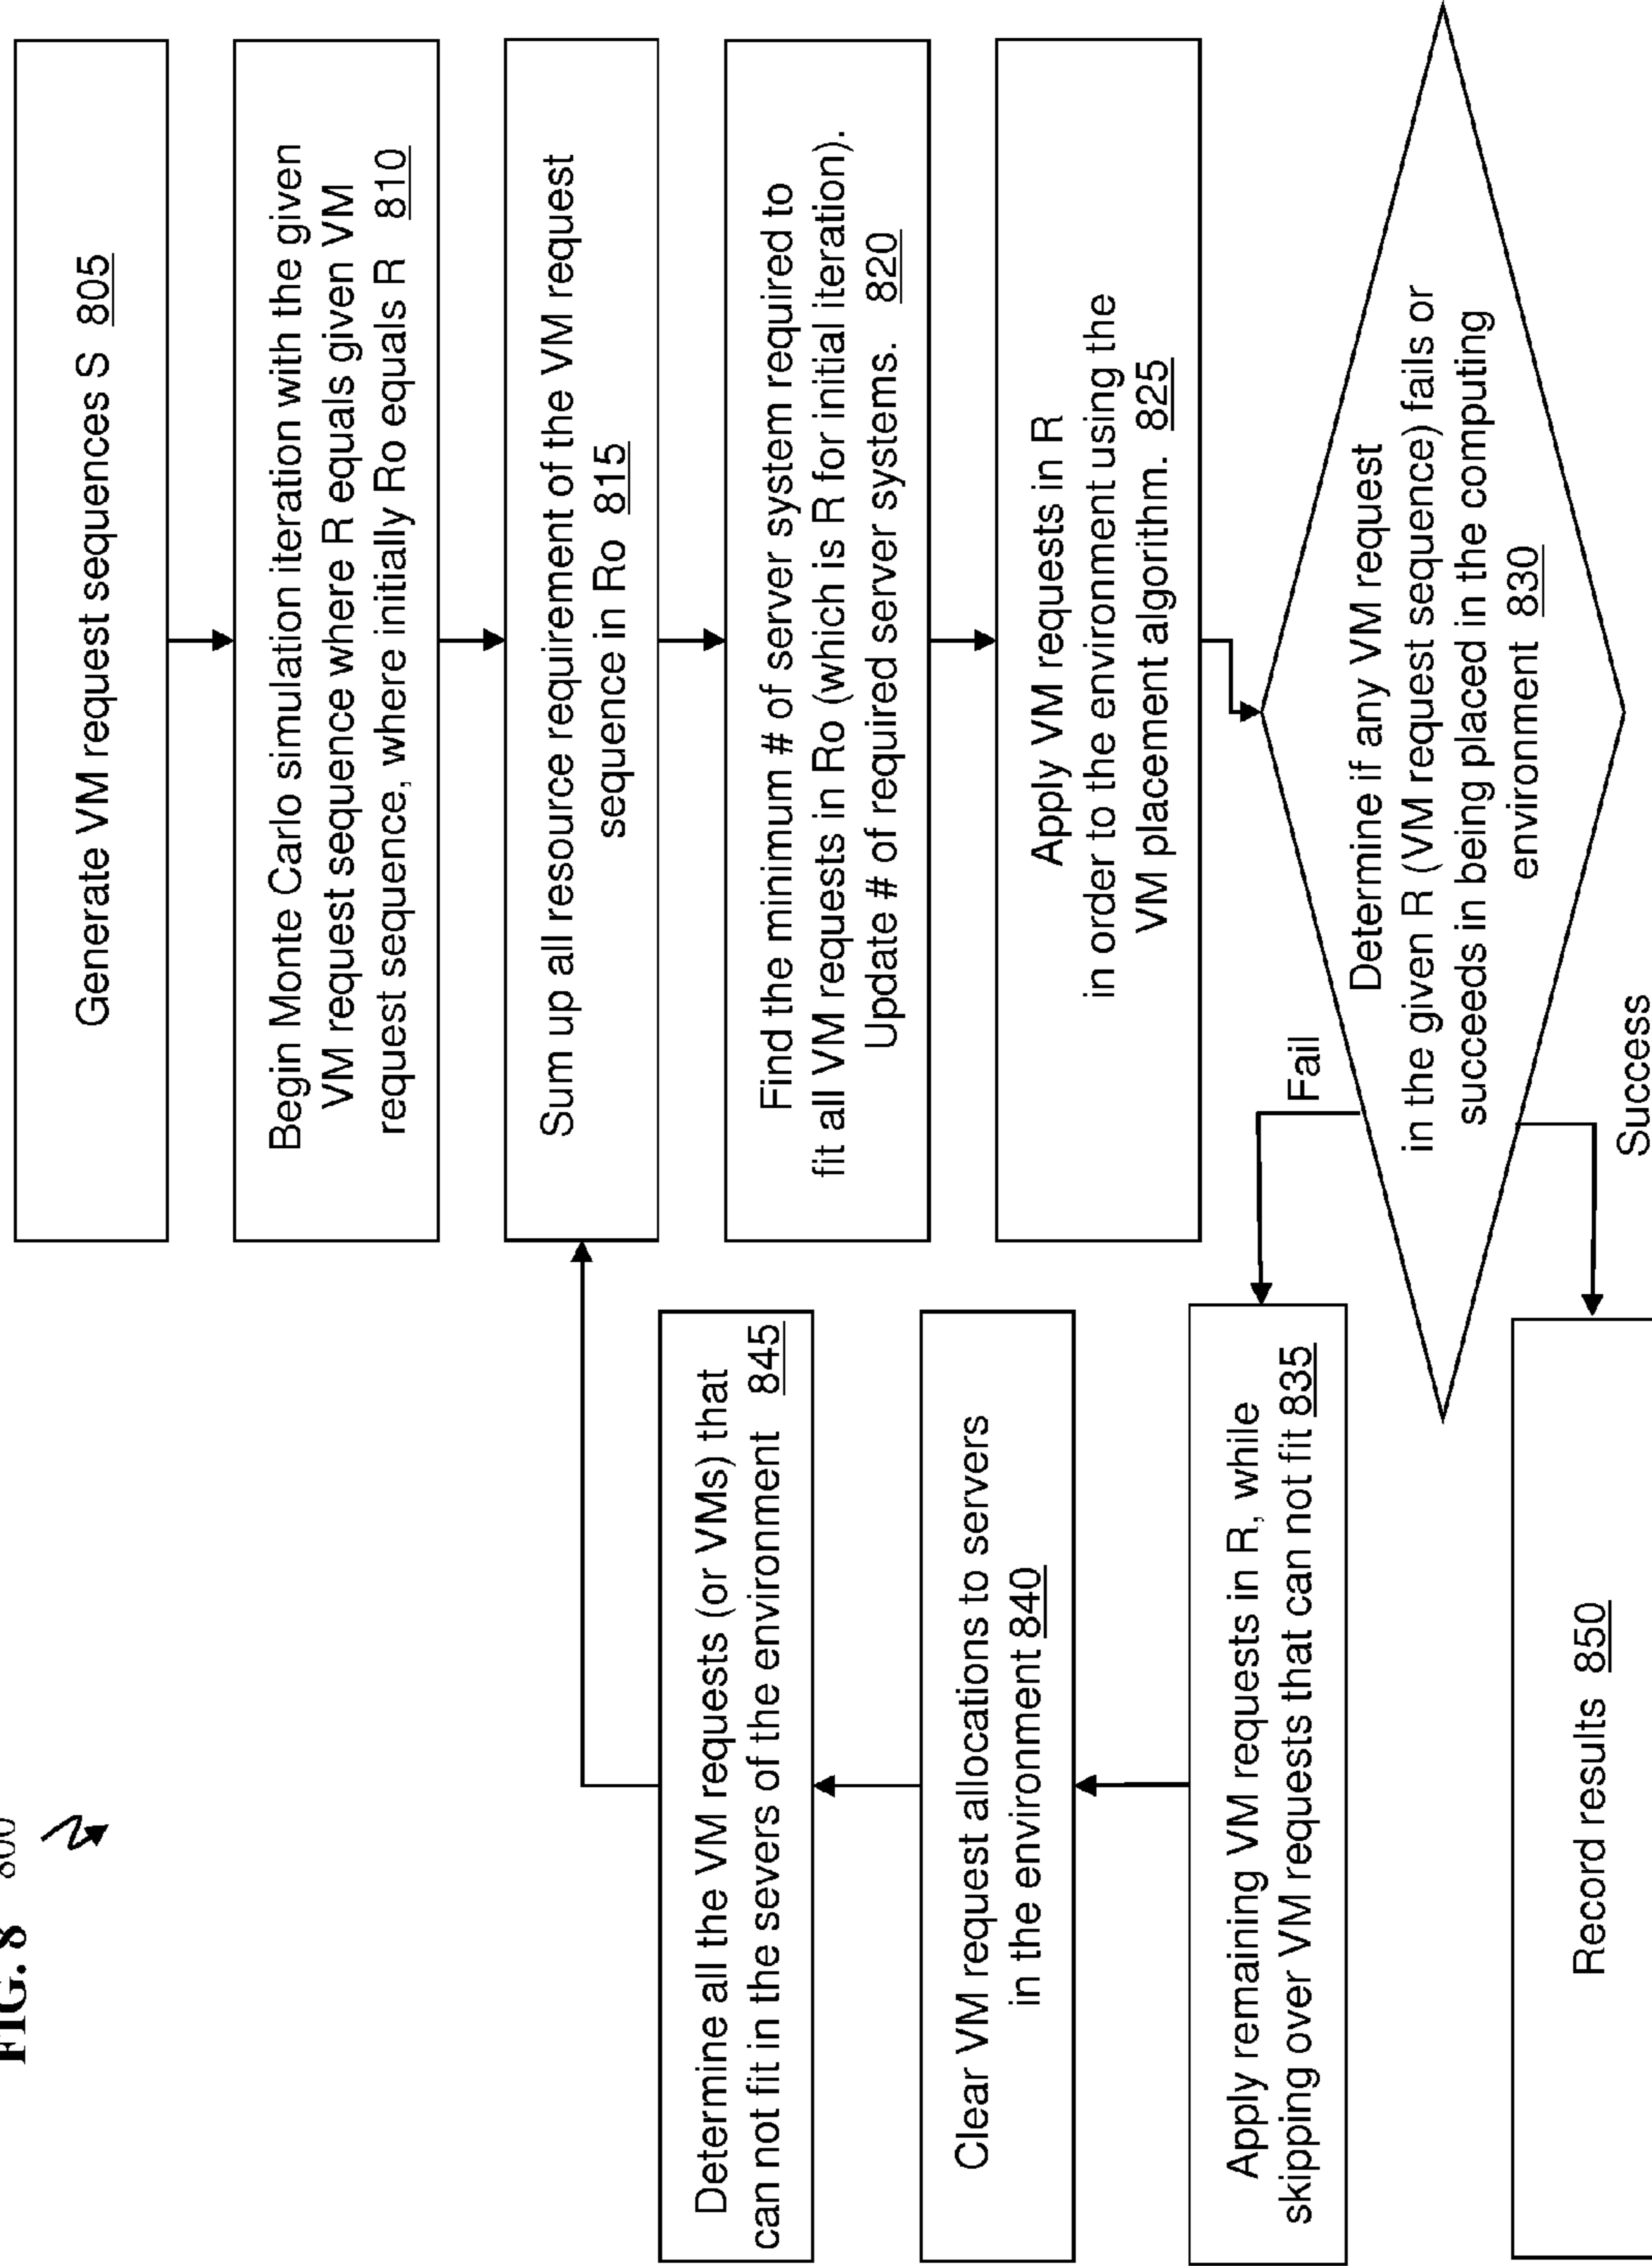 FIG. 8 800
Generate VM request sequences S 805
Begin Monte Carlo simulation iteration with the given
VM request sequence where R equals given VM
request sequence, where initially Ro equals R 810
Sum up all resource requirement of the VM request
sequence in Ro 815
Find the minimum # of server system required to
fit all VM requests in Ro (which is R for initial iteration).
Update # of required server systems. 820
Apply VM requests in R
in order to the environment using the
VM placement algorithm. 825
Determine if any VM request
in the given R (VM request sequence) fails or
succeeds in being placed in the computing
environment 830
Fail
Success
Apply remaining VM requests in R, while
skipping over VM requests that can not fit 835
Clear VM request allocations to servers
in the environment 840
Determine all the VM requests (or VMs) that
can not fit in the severs of the environment 845
Record results 850